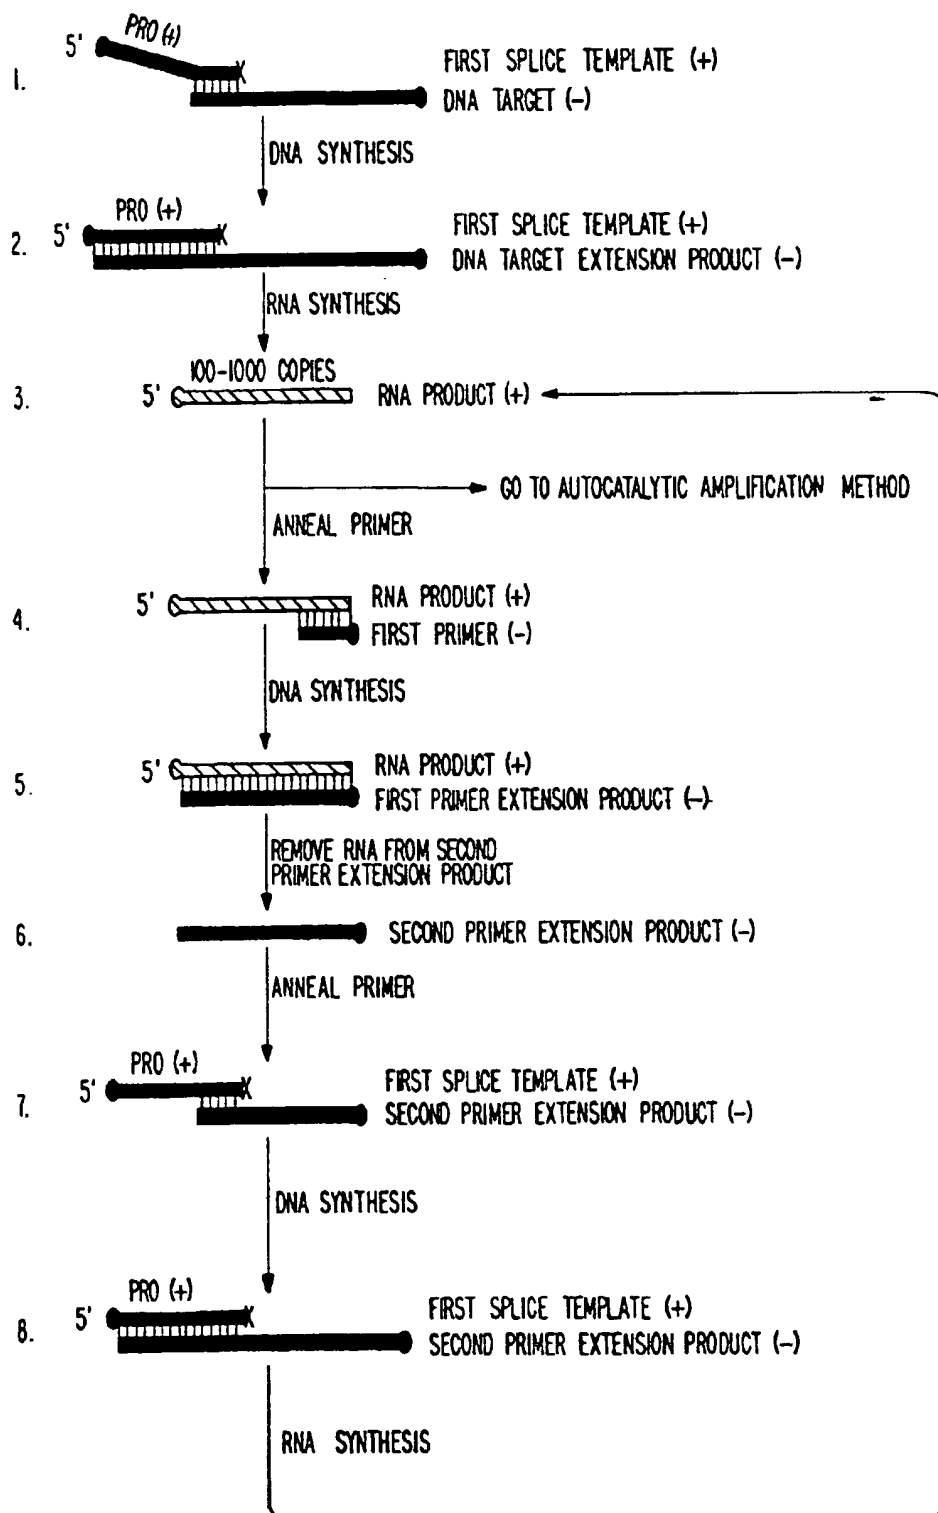 PRO (+)
5'
1.
FIRST SPLICE TEMPLATE (+)
DNA TARGET (-)
DNA SYNTHESIS
PRO (+)
5'
2.
FIRST SPLICE TEMPLATE (+)
DNA TARGET EXTENSION PRODUCT (-)
RNA SYNTHESIS
100-1000 COPIES
3.
5'
RNA PRODUCT (+)
GO TO AUTOCATALYTIC AMPLIFICATION METHOD
ANNEAL PRIMER
4.
5'
RNA PRODUCT (+)
FIRST PRIMER (-)
DNA SYNTHESIS
5.
5'
RNA PRODUCT (+)
FIRST PRIMER EXTENSION PRODUCT (-)
REMOVE RNA FROM SECOND
PRIMER EXTENSION PRODUCT
6.
SECOND PRIMER EXTENSION PRODUCT (-)
ANNEAL PRIMER
PRO (+)
5'
7.
FIRST SPLICE TEMPLATE (+)
SECOND PRIMER EXTENSION PRODUCT (-)
DNA SYNTHESIS
PRO (+)
5'
8.
FIRST SPLICE TEMPLATE (+)
SECOND PRIMER EXTENSION PRODUCT (-)
RNA SYNTHESIS